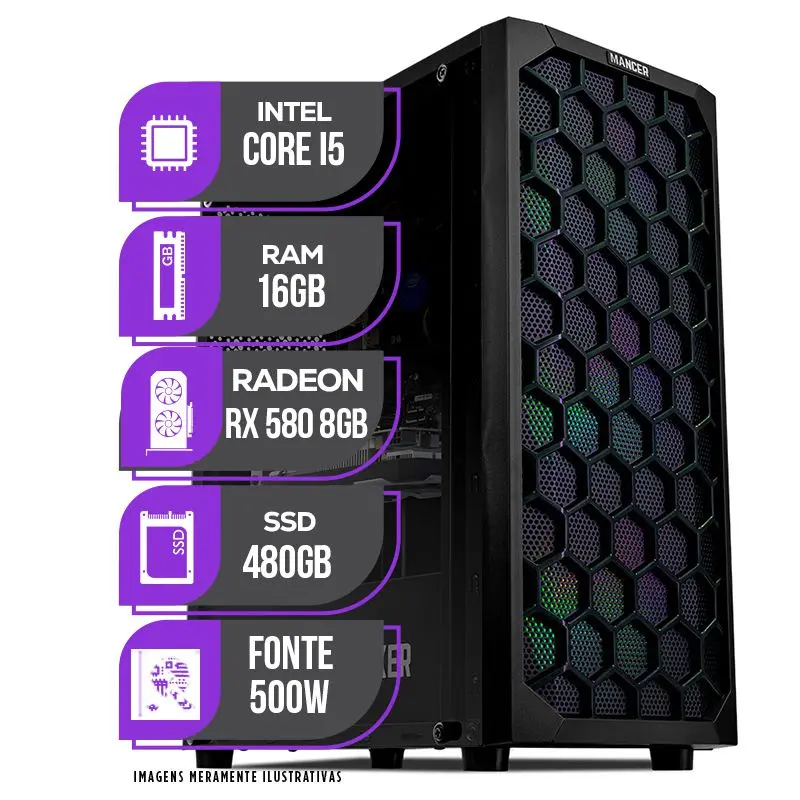 MANCER
INTEL
CORE I5
RAM
16GB
GB
RADEON
RX 580 8GB
SSD
480GB
SSD
FONTE
500W
KER
IMAGENS MERAMENTE ILUSTRATIVAS